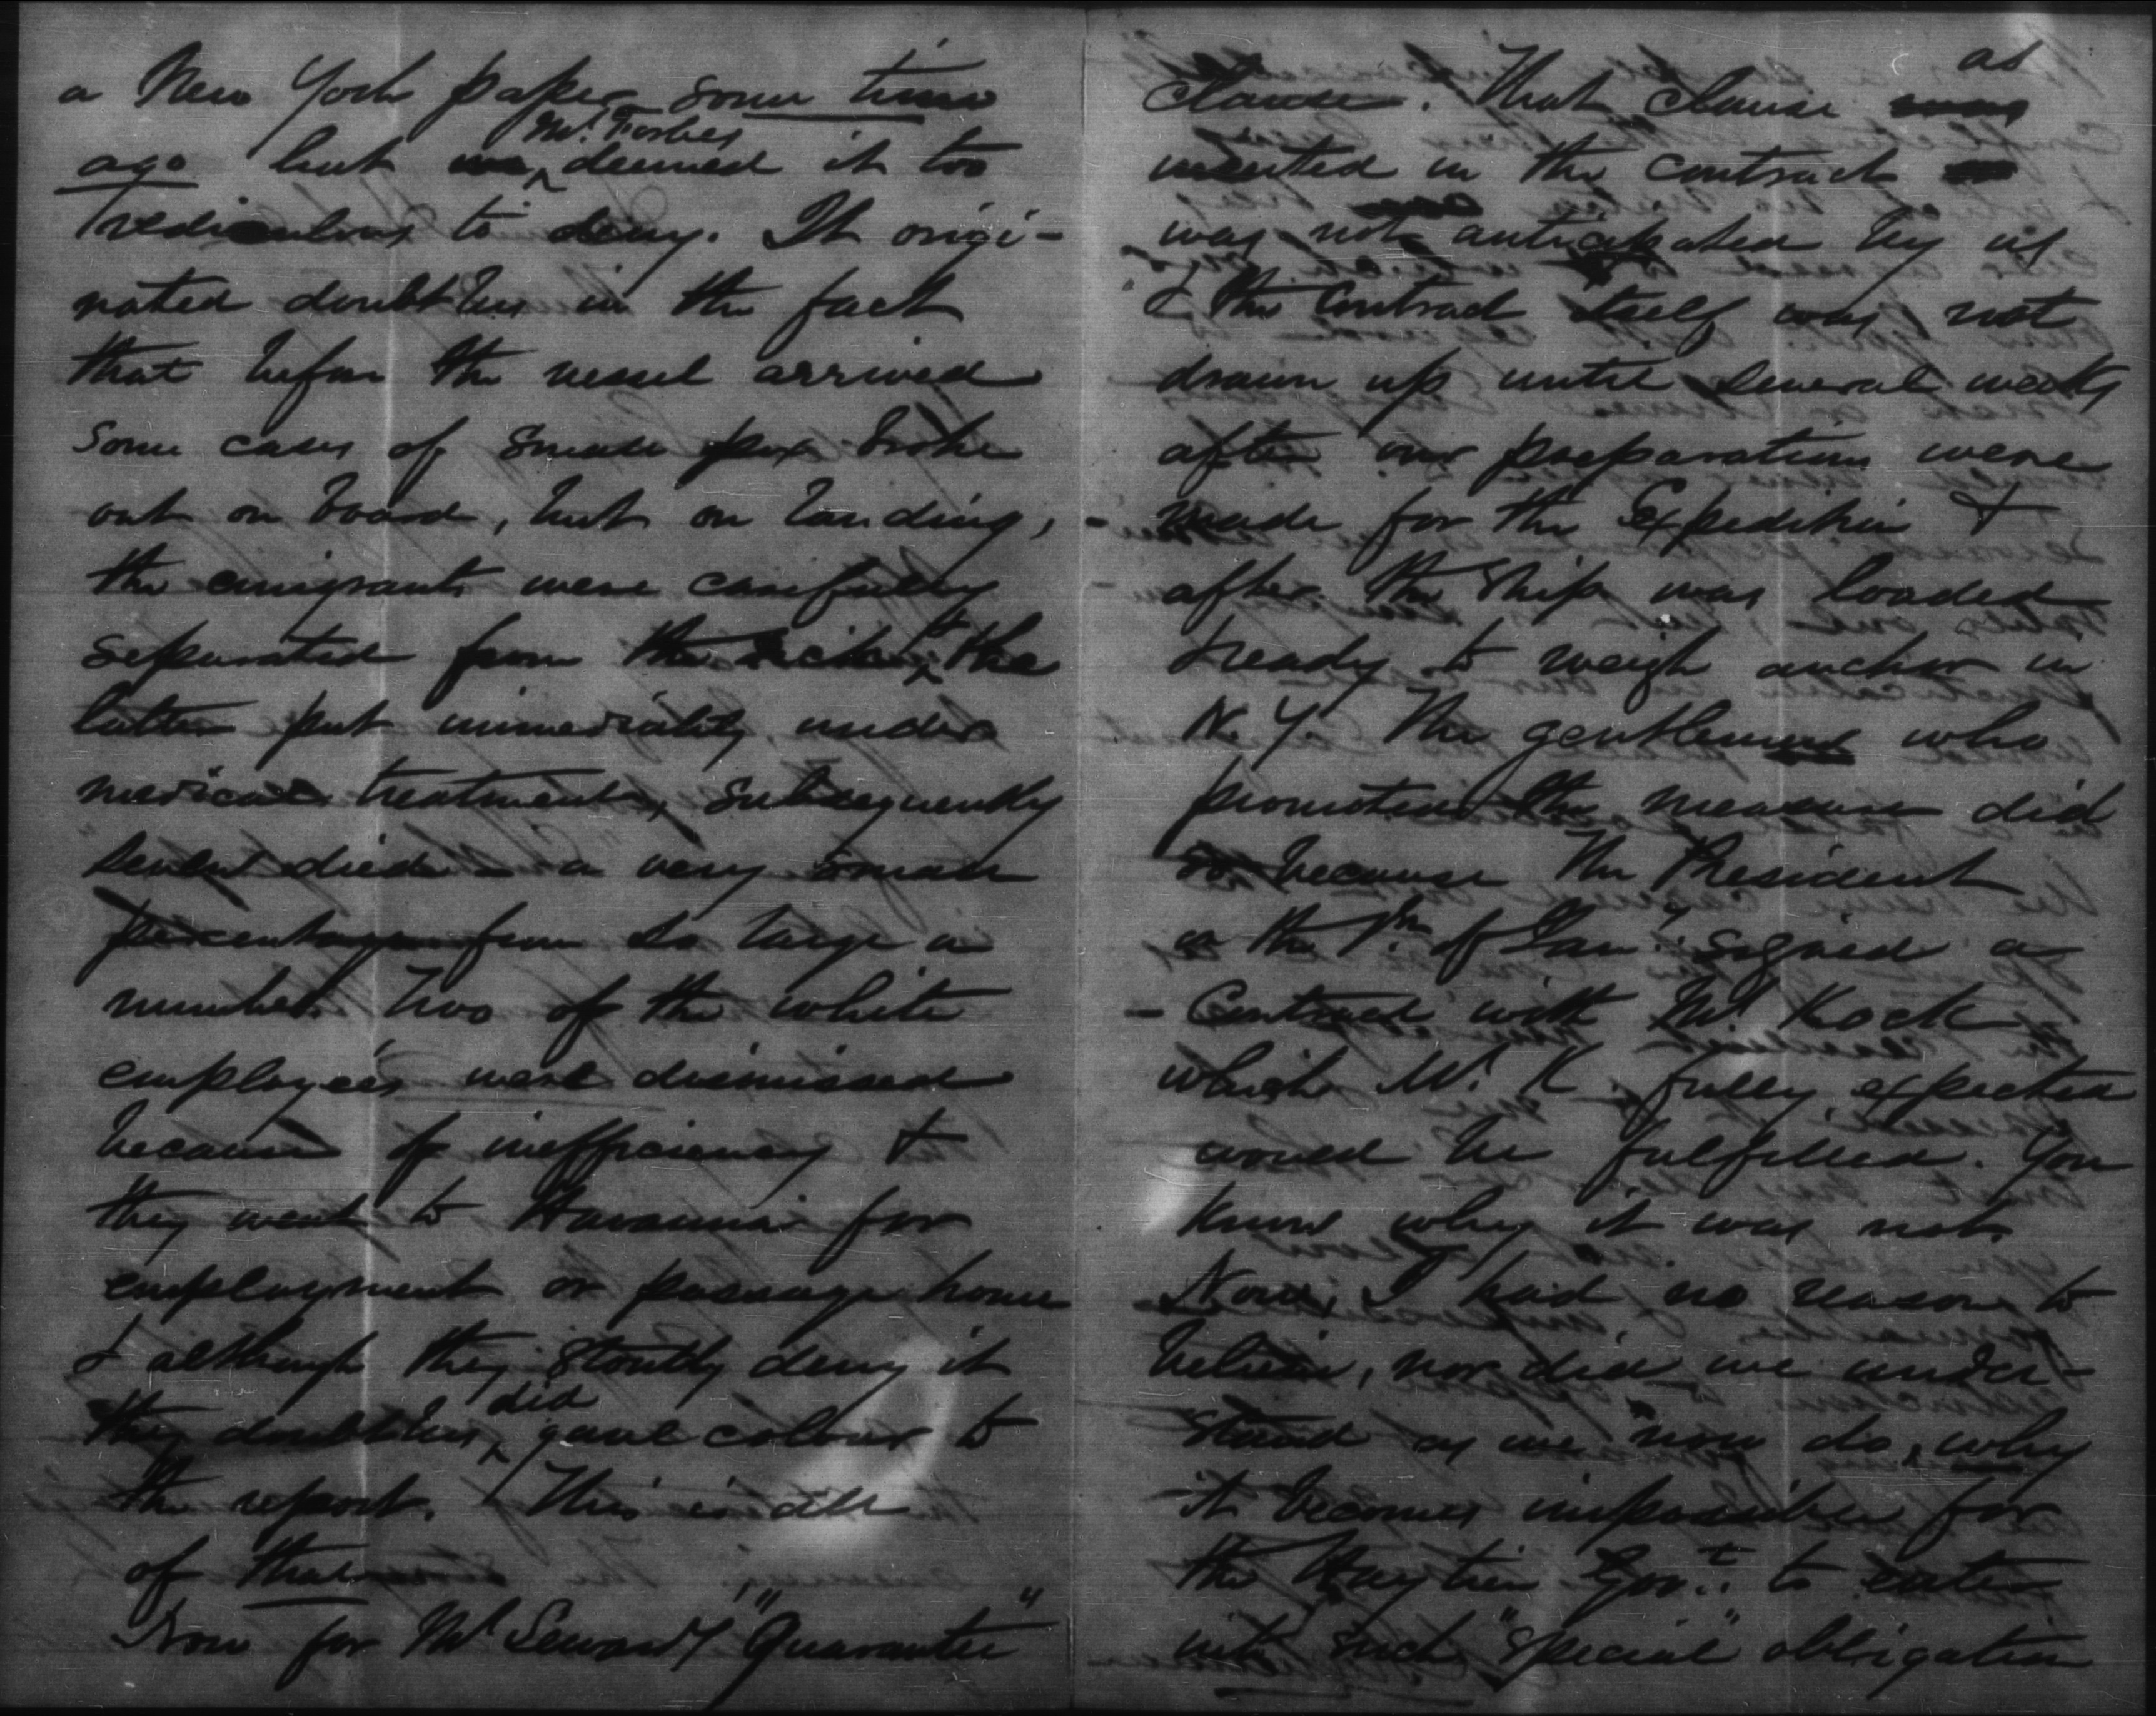 a New York paper some time
Mr. Forbes
ago but we deemed it too
rediculous to deny. It origi-
nated doubtless in the fact
that before the vessel arrived
some cases of small pox broke
out on board, but on landing,
the emigrants were carefully
separated from the sick, & the
latter put immediately under
medical treatment, subsequently
seven died - a very small
percentage from so large a
number. Two of the white
employees were dismissed
because of inefficiency &
they went to Havanna for
employment or passage home
& although they stoutly deny it
did
they doubtless gave colour to
the report. This is all
of that
Now for Mr Seward's "Guarantee"
as
Clause. That clause was
inserted in the contract
was not anticipated by us
& the Contract itself was not
drawn up until several weeks
after our preparations were
made for the Expedition &
after the ship was loaded
& ready to weigh anchor in
N.Y. The gentlemen who
promoted the measure did
so because The President
on the 1st of Jany. signed a
Contract with Mr Kock
which Mr. K. fully expected
would be fulfilled. You
know why it was not.
Now, I had no reason to
believe, nor did we under-
stand as we now do, why
it becomes impossible for
the Haytien Govt. to enter
into such "special" obligation